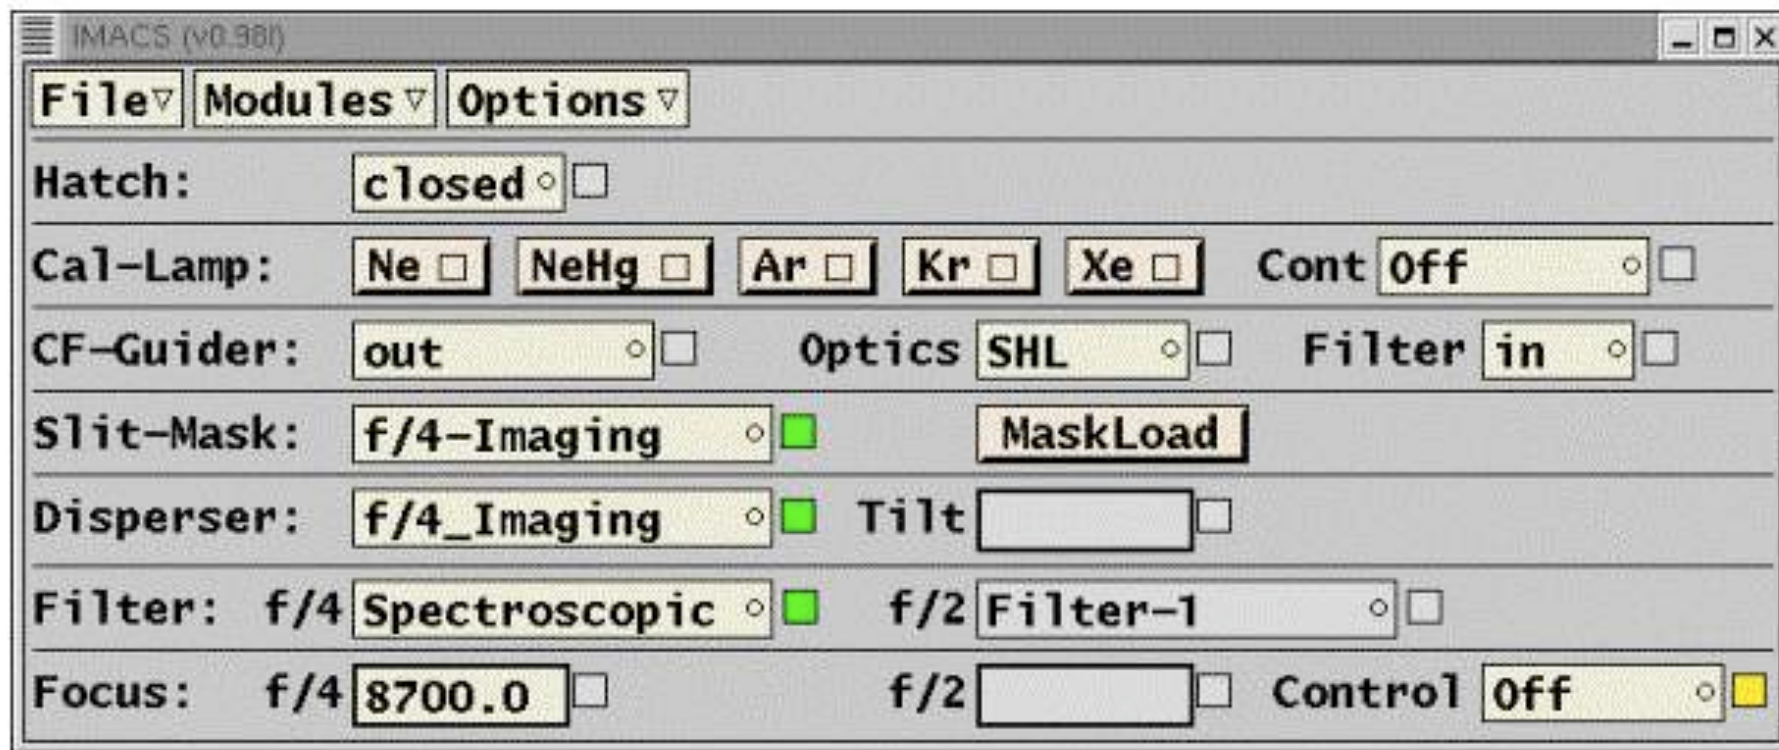 IMACS (v0.98l)
File Modules Options
Hatch: closed
Cal-Lamp: Ne NeHg Ar Kr Xe Cont Off
CF-Guider: out Optics SHL Filter in
Slit-Mask: f/4-Imaging MaskLoad
Disperser: f/4_Imaging Tilt
Filter: f/4 Spectroscopic f/2 Filter-1
Focus: f/4 8700.0 f/2 Control Off